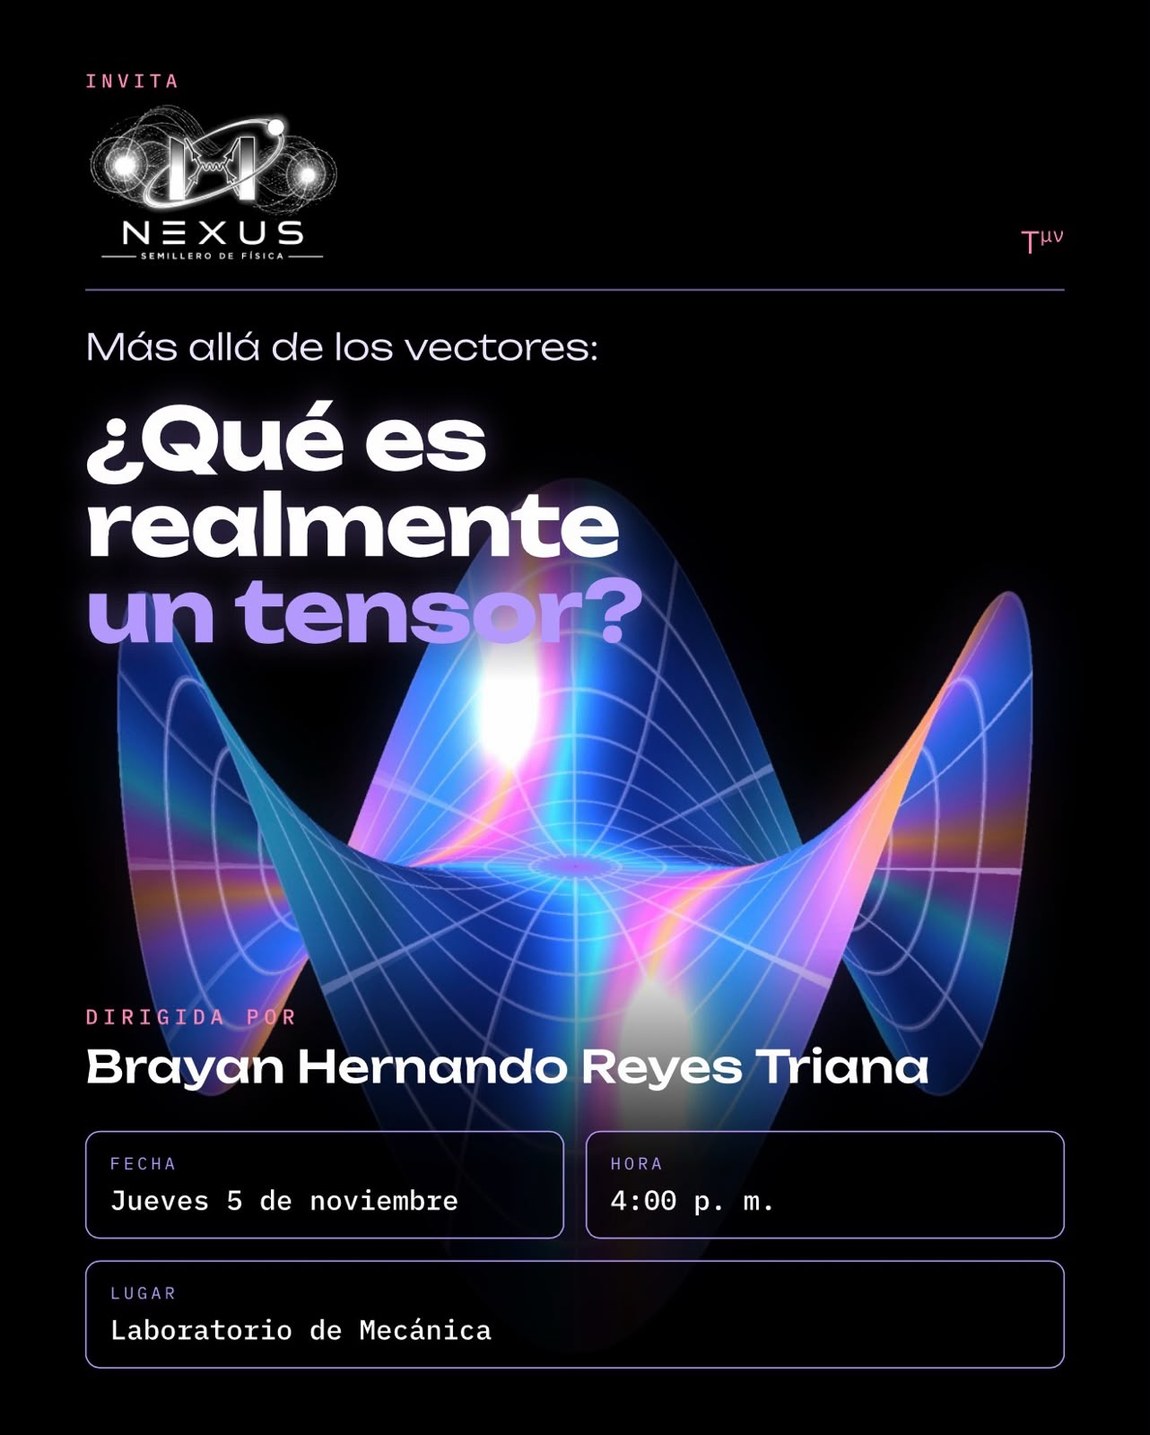 INVITA
NEXUS
SEMILLERO DE FÍSICA
Tᵘᵛ
Más allá de los vectores:
¿Qué es
realmente
un tensor?
DIRIGIDA POR
Brayan Hernando Reyes Triana
FECHA
Jueves 5 de noviembre
HORA
4:00 p. m.
LUGAR
Laboratorio de Mecánica